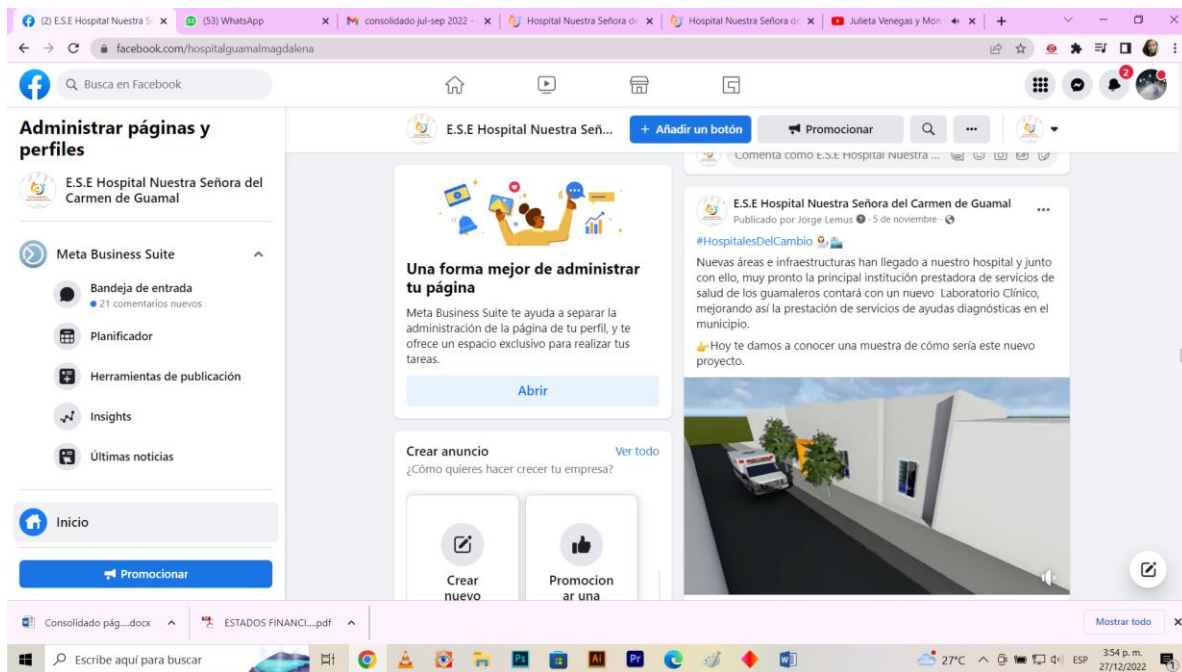 (2) E.S.E Hospital Nuestra S
(53) WhatsApp
consolidado jul-sep 2022 -
Hospital Nuestra Señora de
Hospital Nuestra Señora de
Julieta Venegas y Mon
facebook.com/hospitalguamalmagdalena
Busca en Facebook
2
Administrar páginas y
perfiles
E.S.E Hospital Nuestra Señora del
Carmen de Guamal
Meta Business Suite
Bandeja de entrada
21 comentarios nuevos
Planificador
Herramientas de publicación
Insights
Últimas noticias
Inicio
Promocionar
E.S.E Hospital Nuestra Señ...
+ Añadir un botón
Promocionar
Una forma mejor de administrar
tu página
Meta Business Suite te ayuda a separar la
administración de la página de tu perfil, y te
ofrece un espacio exclusivo para realizar tus
tareas.
Abrir
Crear anuncio
Ver todo
¿Cómo quieres hacer crecer tu empresa?
Crear
nuevo
Promocion
ar una
Comenta como E.S.E Hospital Nuestra ...
E.S.E Hospital Nuestra Señora del Carmen de Guamal
Publicado por Jorge Lemus · 5 de noviembre ·
#HospitalesDelCambio
Nuevas áreas e infraestructuras han llegado a nuestro hospital y junto
con ello, muy pronto la principal institución prestadora de servicios de
salud de los guamaleros contará con un nuevo Laboratorio Clínico,
mejorando así la prestación de servicios de ayudas diagnósticas en el
municipio.
👉Hoy te damos a conocer una muestra de cómo sería este nuevo
proyecto.
Consolidado pág....docx
ESTADOS FINANCI....pdf
Mostrar todo
Escribe aquí para buscar
Ps
Ai
Pr
27°C
ESP
3:54 p. m.
27/12/2022
1